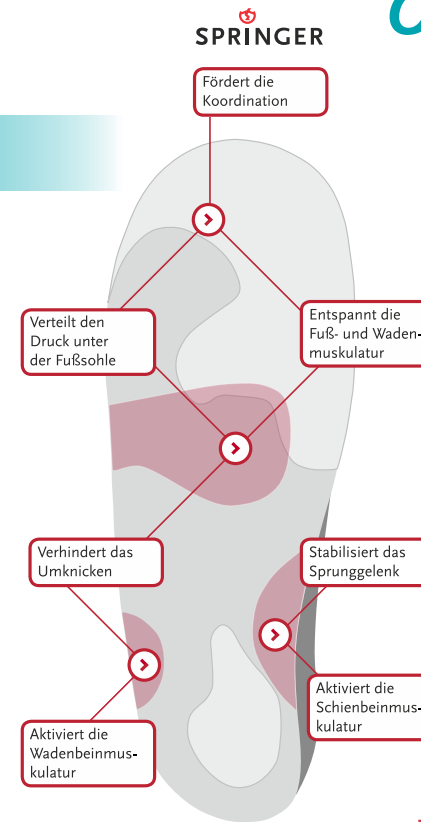 SPRINGER
Fördert die
Koordination
Verteilt den
Druck unter
der Fußsohle
Entspannt die
Fuß- und Waden-
muskulatur
Verhindert das
Umknicken
Stabilisiert das
Sprunggelenk
Aktiviert die
Wadenbeinmus-
kulatur
Aktiviert die
Schienbeinmus-
kulatur